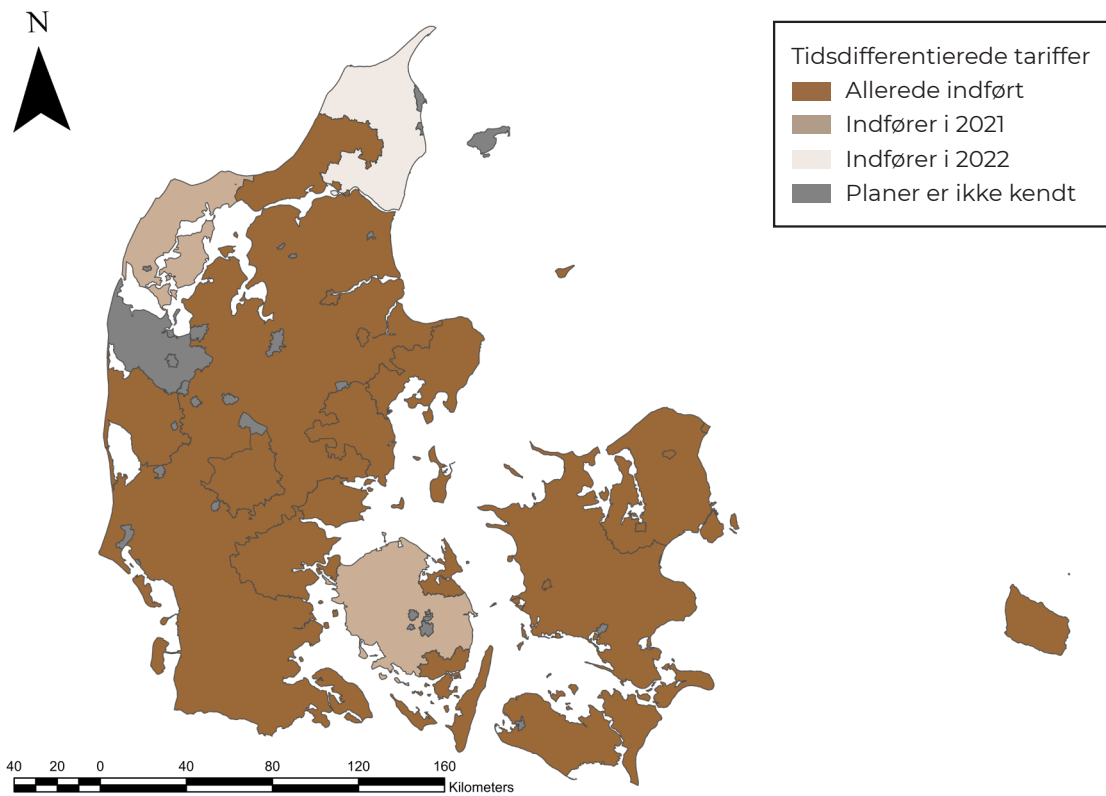 N
Tidsdifferentierede tariffer
Allerede indført
Indfører i 2021
Indfører i 2022
Planer er ikke kendt
40 20 0 40 80 120 160
Kilometers